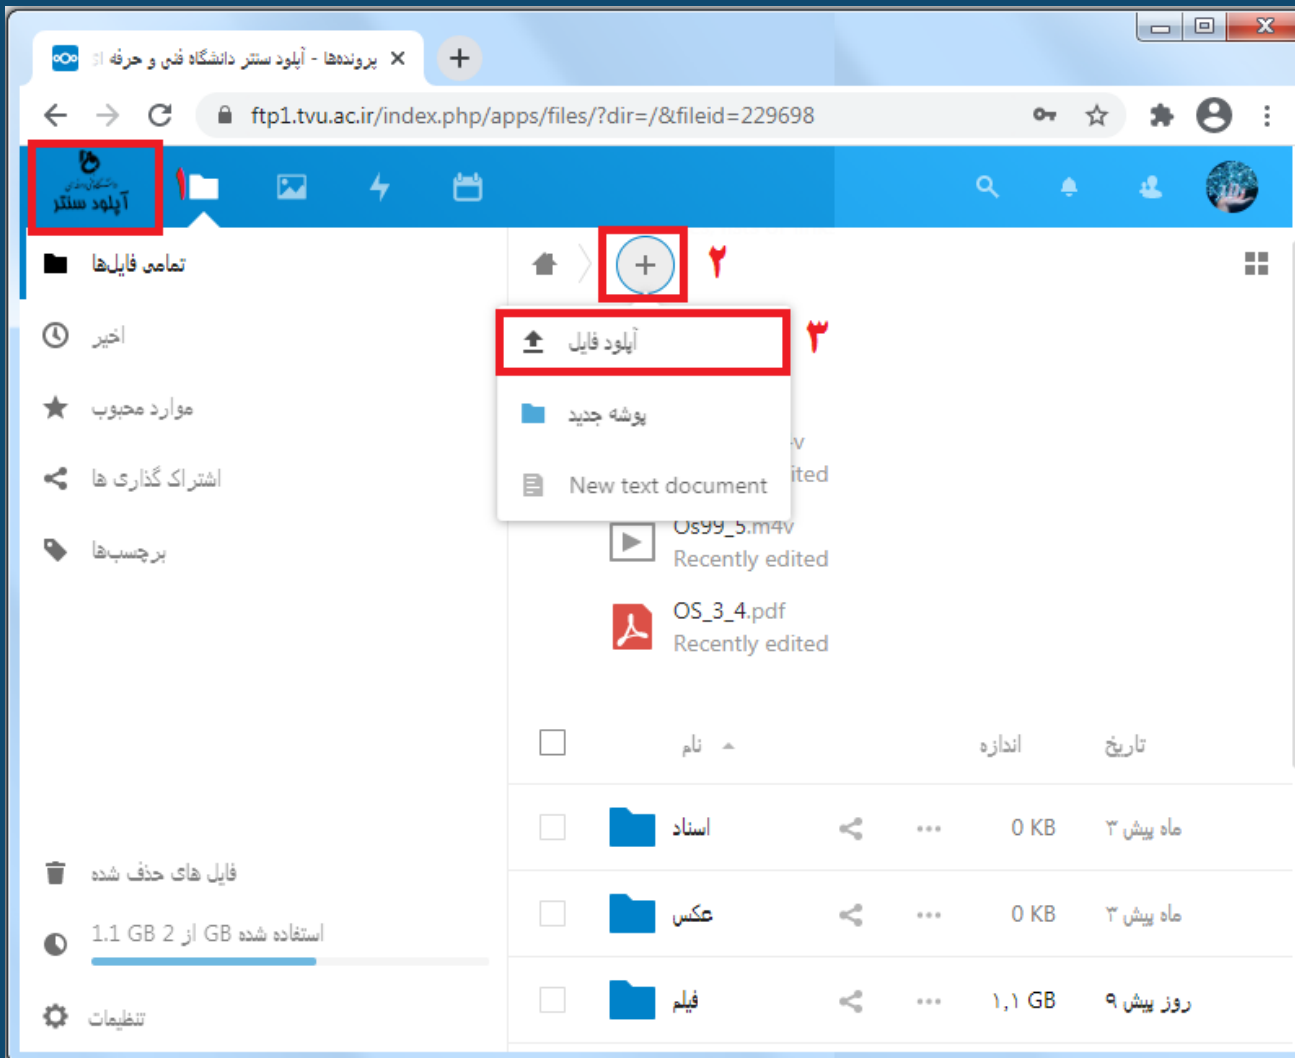 پرونده‌ها - آپلود سنتر دانشگاه فنی و حرفه ای
ftp1.tvu.ac.ir/index.php/apps/files/?dir=/&fileid=229698
آپلود سنتر
۱
تمامی فایل‌ها
۲
اخیر
آپلود فایل
۳
موارد محبوب
پوشه جدید
اشتراک گذاری ها
New text document
برچسب‌ها
Os99_5.m4v
Recently edited
OS_3_4.pdf
Recently edited
نام
اندازه
تاریخ
اسناد
0 KB
ماه پیش ۳
عکس
0 KB
ماه پیش ۳
فیلم
۱,۱ GB
روز پیش ۹
فایل های حذف شده
1.1 GB استفاده شده GB از 2
تنظیمات